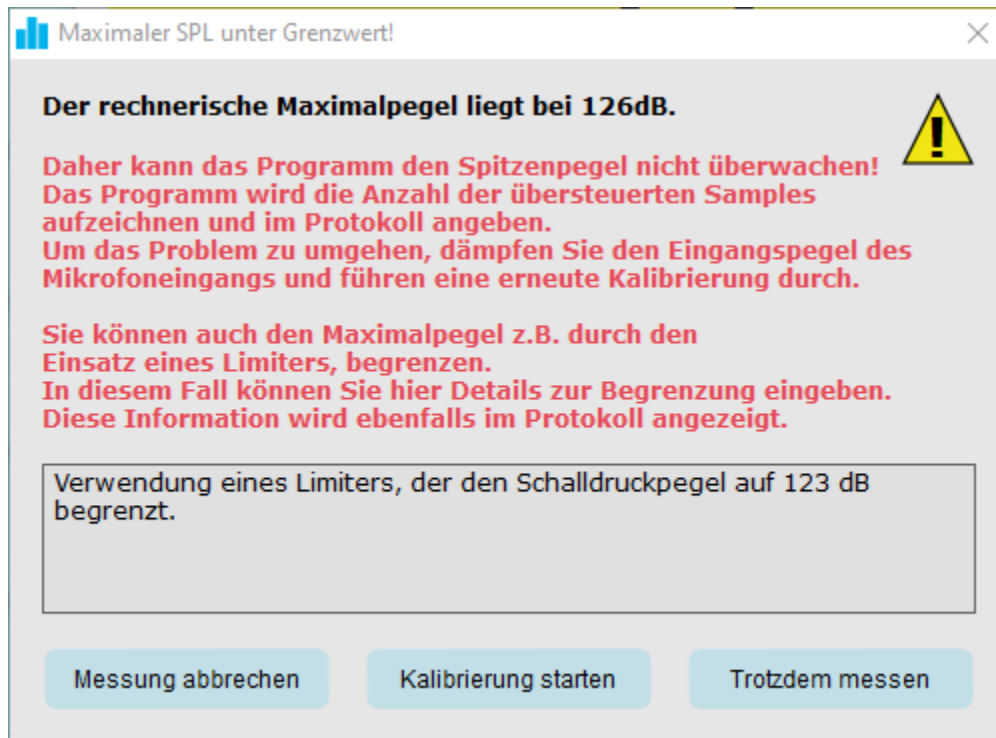 Maximaler SPL unter Grenzwert!
Der rechnerische Maximalpegel liegt bei 126dB.
Daher kann das Programm den Spitzenpegel nicht überwachen!
Das Programm wird die Anzahl der übersteuerten Samples
aufzeichnen und im Protokoll angeben.
Um das Problem zu umgehen, dämpfen Sie den Eingangspegel des
Mikrofoneingangs und führen eine erneute Kalibrierung durch.
Sie können auch den Maximalpegel z.B. durch den
Einsatz eines Limiters, begrenzen.
In diesem Fall können Sie hier Details zur Begrenzung eingeben.
Diese Information wird ebenfalls im Protokoll angezeigt.
Verwendung eines Limiters, der den Schalldruckpegel auf 123 dB
begrenzt.
Messung abbrechen Kalibrierung starten Trotzdem messen